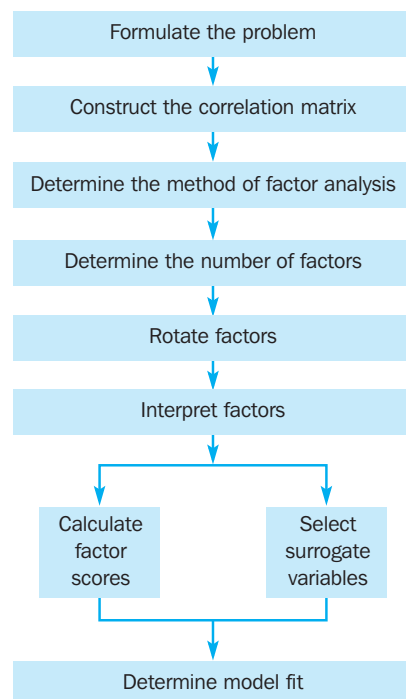 Formulate the problem
Construct the correlation matrix
Determine the method of factor analysis
Determine the number of factors
Rotate factors
Interpret factors
Calculate
factor
scores
Select
surrogate
variables
Determine model fit